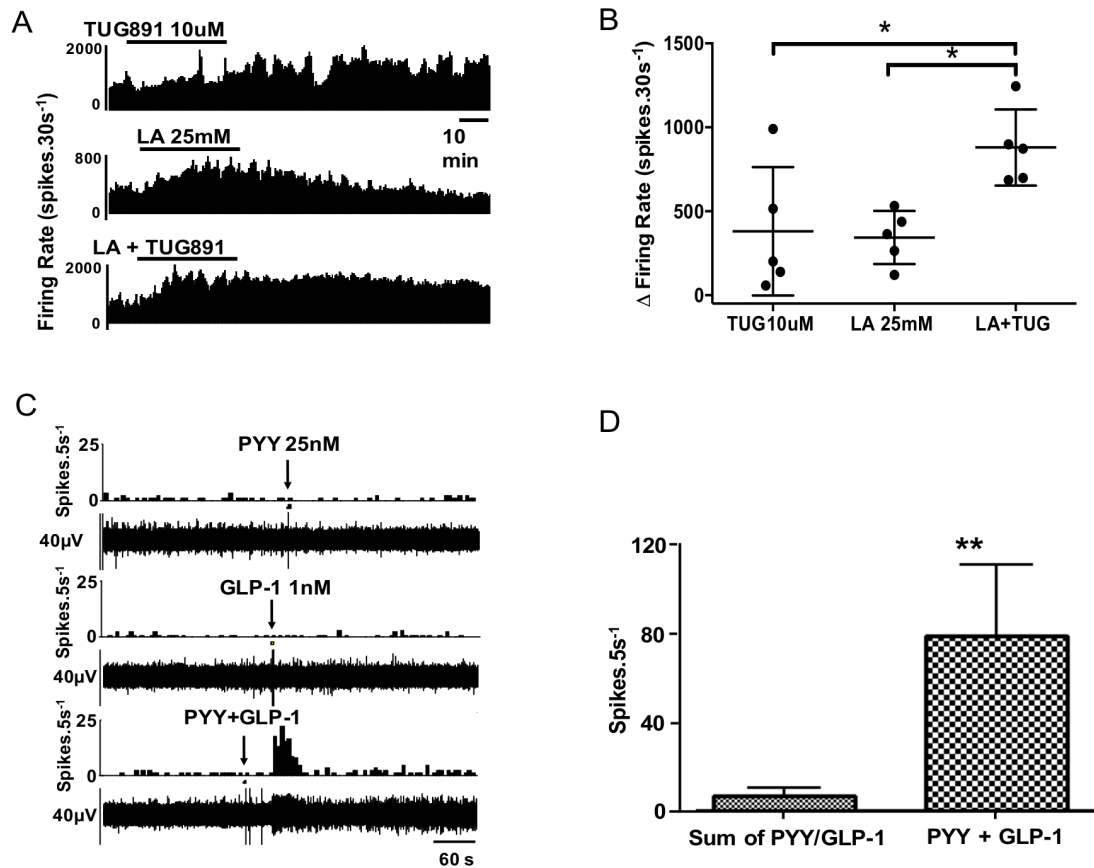 A
TUG891 10uM
2000
0
10
min
LA 25mM
800
0
LA + TUG891
2000
0
Firing Rate (spikes.30s-1)
B
*
*
1500
1000
500
0
Δ Firing Rate (spikes.30s-1)
TUG10uM LA 25mM LA+TUG
C
PYY 25nM
25
0
Spikes.5s-1
40µV
GLP-1 1nM
25
0
Spikes.5s-1
40µV
PYY+GLP-1
25
0
Spikes.5s-1
40µV
60 s
D
120
**
80
40
0
Spikes.5s-1
Sum of PYY/GLP-1 PYY + GLP-1